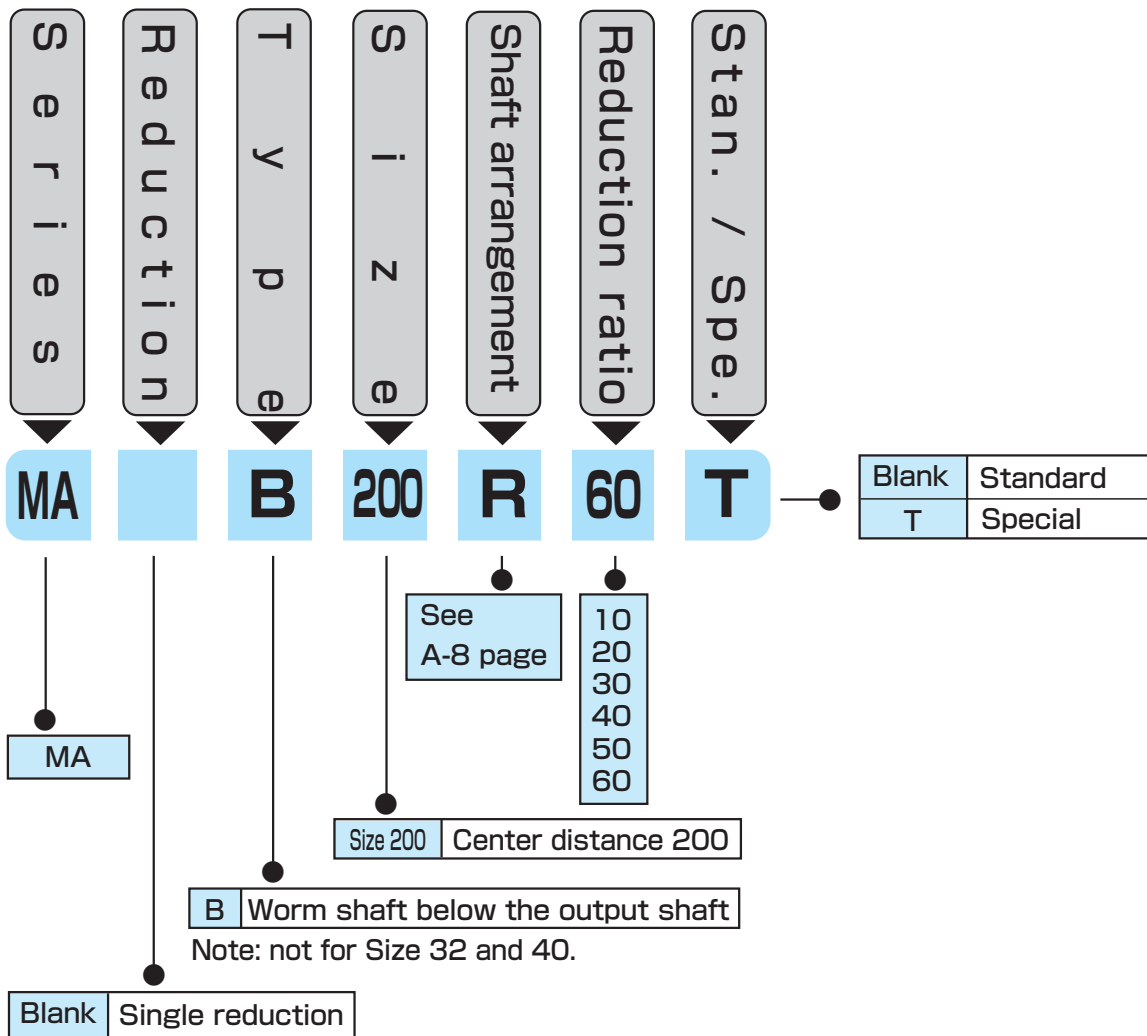 Series
Reduction
Type
Size
Shaft arrangement
Reduction ratio
Stan. / Spe.
MA B 200 R 60 T
Blank Standard
T Special
See
A-8 page
10
20
30
40
50
60
MA
Size 200 Center distance 200
B Worm shaft below the output shaft
Note: not for Size 32 and 40.
Blank Single reduction